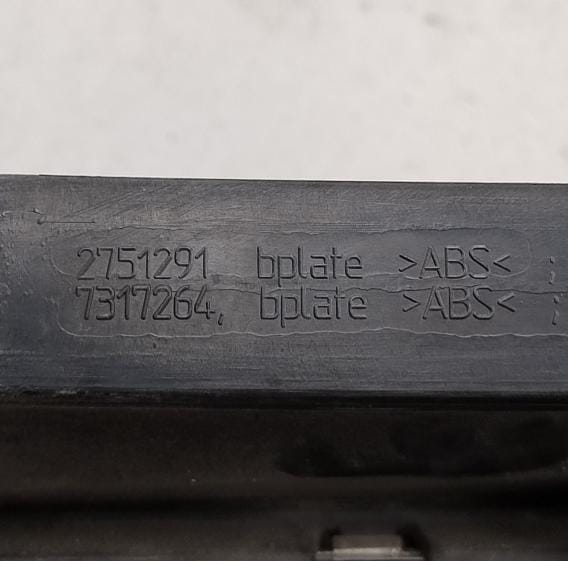 2751291 bplate >ABS< ;
7317264, bplate >ABS< ;